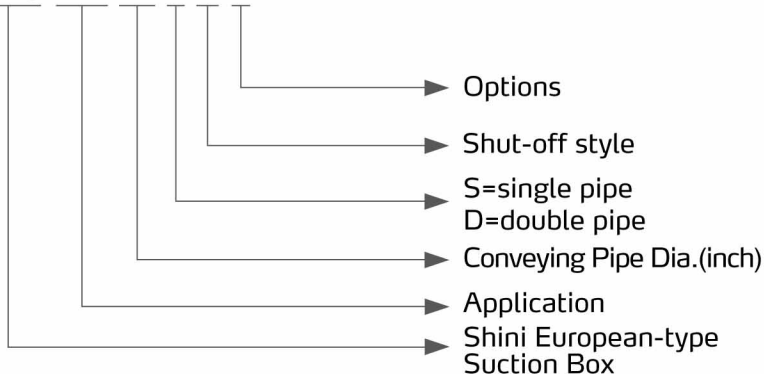 Options
Shut-off style
S=single pipe
D=double pipe
Conveying Pipe Dia.(inch)
Application
Shini European-type
Suction Box